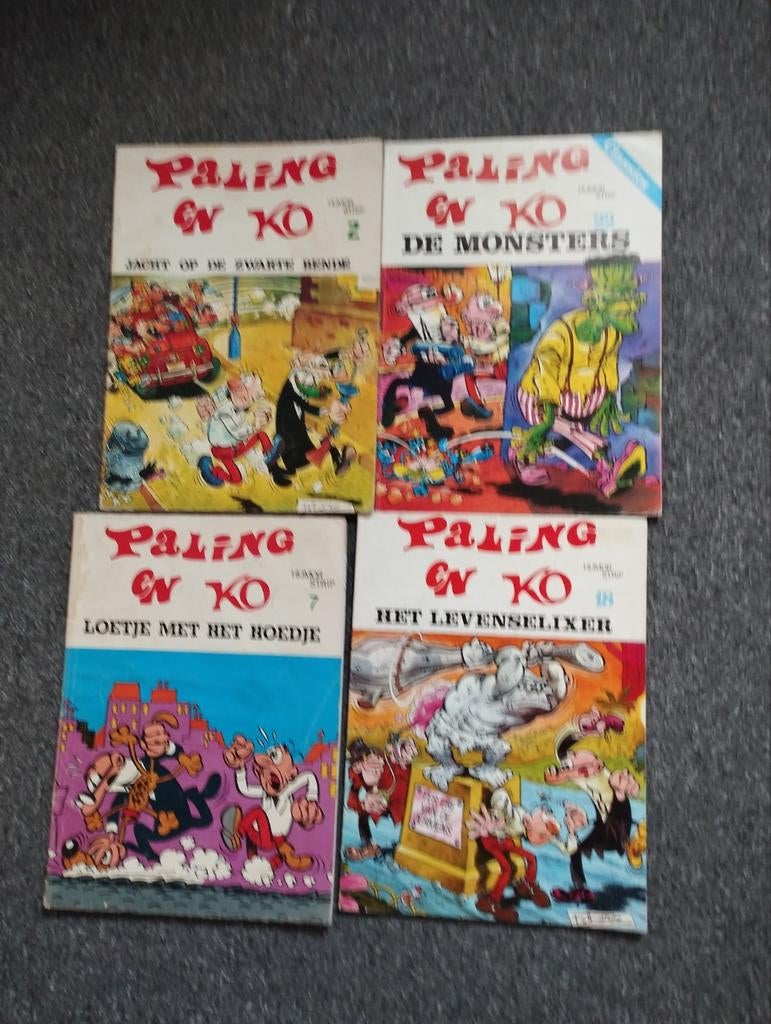 PALING
EN KO
HUMOR
STRIP
2
JACHT OP DE ZWARTE BENDE
PALING
EN KO
HUMOR
STRIP
Classics
DE MONSTERS
PALING
EN KO
HUMOR
STRIP
7
LOETJE MET HET HOEDJE
PALING
EN KO
HUMOR
STRIP
18
HET LEVENSELIXER